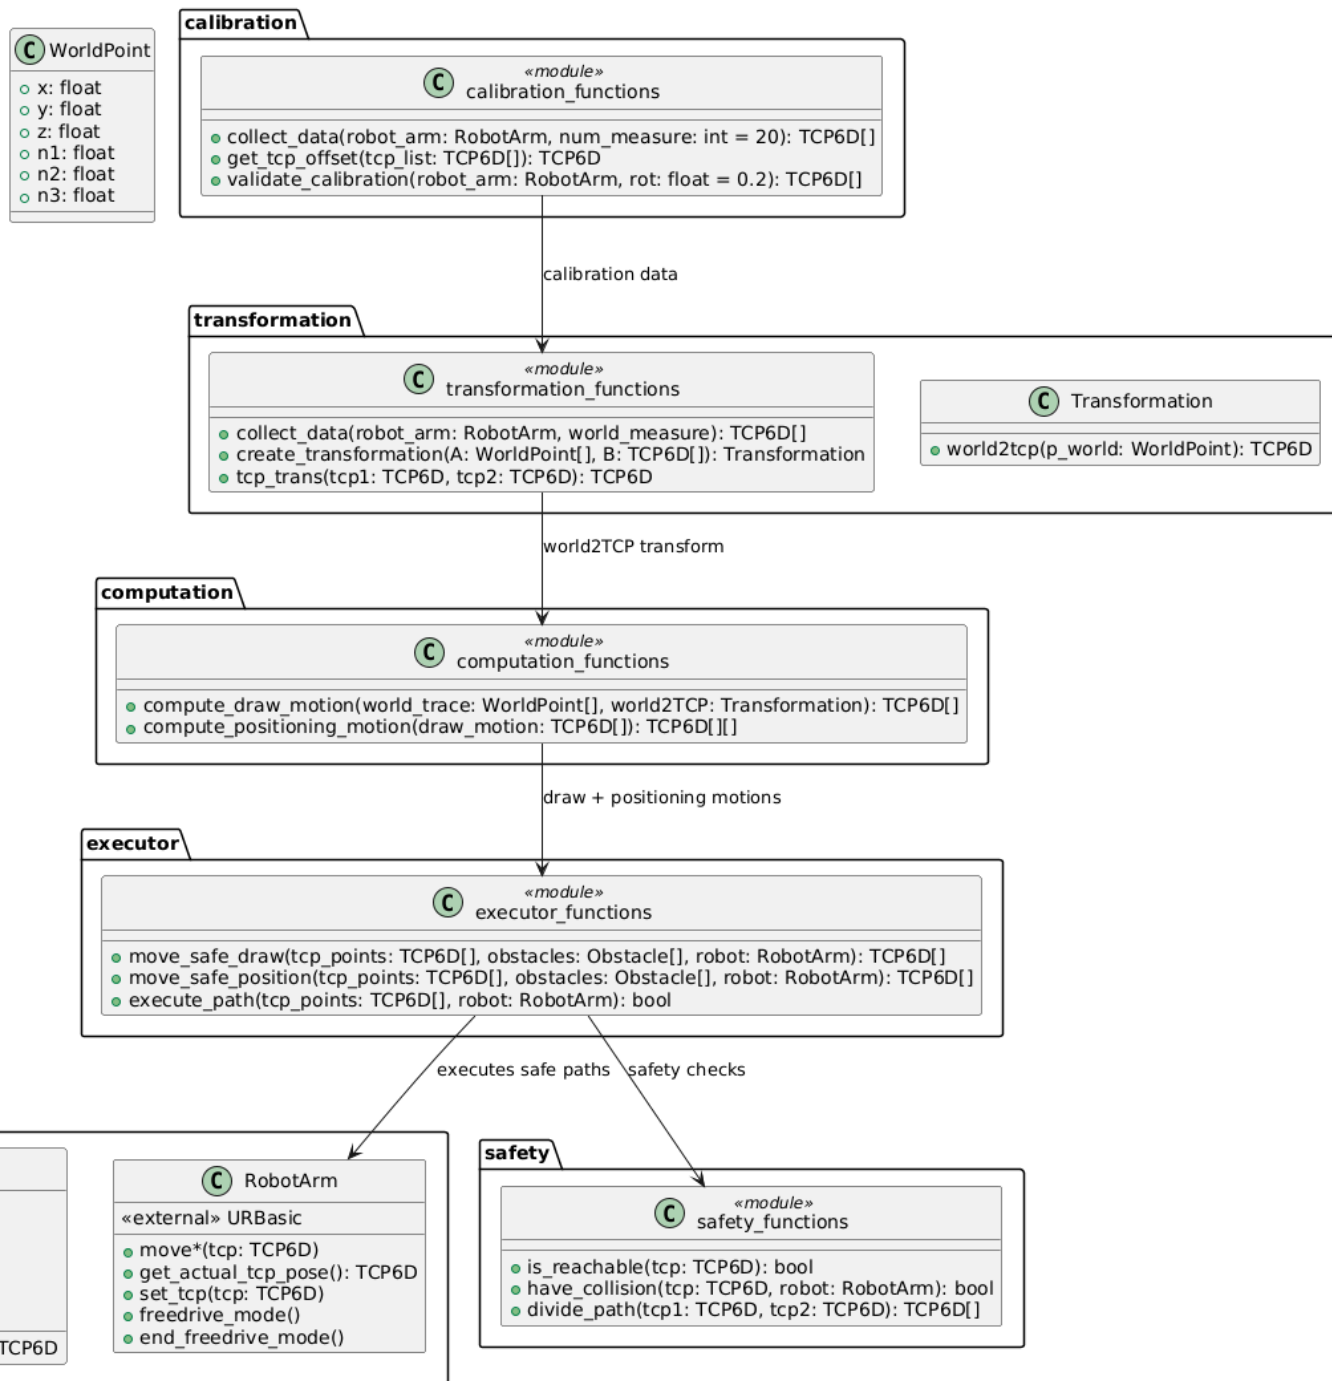 C WorldPoint
x: float
y: float
z: float
n1: float
n2: float
n3: float
calibration
«module»
C calibration_functions
collect_data(robot_arm: RobotArm, num_measure: int = 20): TCP6D[]
get_tcp_offset(tcp_list: TCP6D[]): TCP6D
validate_calibration(robot_arm: RobotArm, rot: float = 0.2): TCP6D[]
calibration data
transformation
«module»
C transformation_functions
collect_data(robot_arm: RobotArm, world_measure): TCP6D[]
create_transformation(A: WorldPoint[], B: TCP6D[]): Transformation
tcp_trans(tcp1: TCP6D, tcp2: TCP6D): TCP6D
C Transformation
world2tcp(p_world: WorldPoint): TCP6D
world2TCP transform
computation
«module»
C computation_functions
compute_draw_motion(world_trace: WorldPoint[], world2TCP: Transformation): TCP6D[]
compute_positioning_motion(draw_motion: TCP6D[]): TCP6D[][]
draw + positioning motions
executor
«module»
C executor_functions
move_safe_draw(tcp_points: TCP6D[], obstacles: Obstacle[], robot: RobotArm): TCP6D[]
move_safe_position(tcp_points: TCP6D[], obstacles: Obstacle[], robot: RobotArm): TCP6D[]
execute_path(tcp_points: TCP6D[], robot: RobotArm): bool
executes safe paths
safety checks
TCP6D
C RobotArm
«external» URBasic
move*(tcp: TCP6D)
get_actual_tcp_pose(): TCP6D
set_tcp(tcp: TCP6D)
freedrive_mode()
end_freedrive_mode()
safety
«module»
C safety_functions
is_reachable(tcp: TCP6D): bool
have_collision(tcp: TCP6D, robot: RobotArm): bool
divide_path(tcp1: TCP6D, tcp2: TCP6D): TCP6D[]